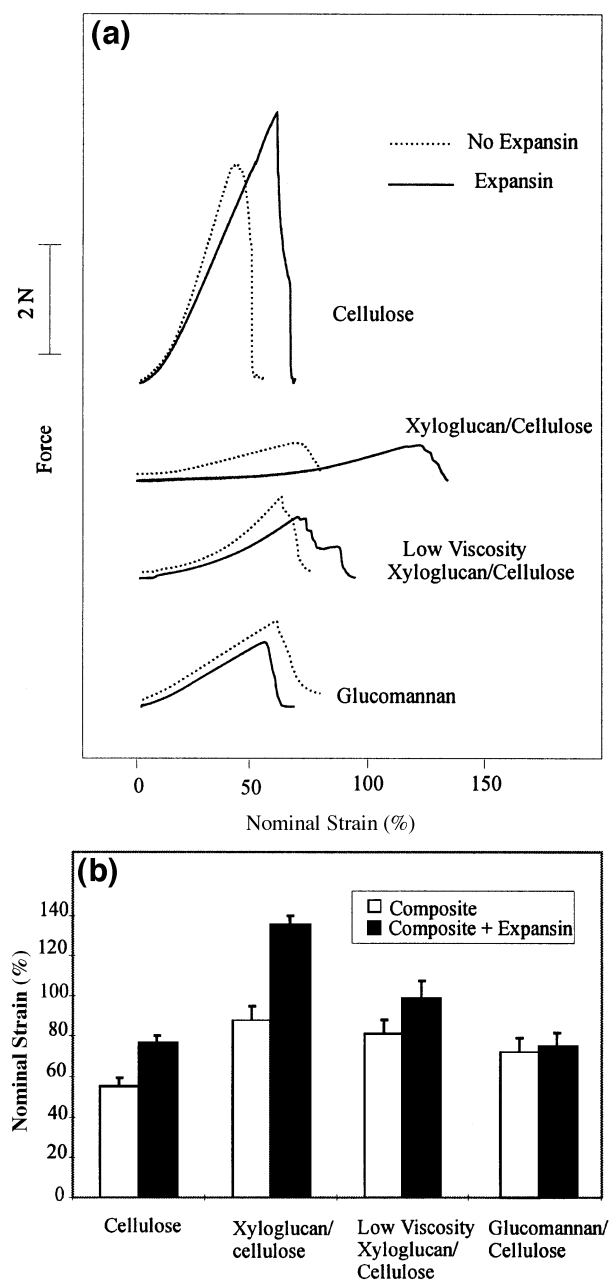 (a)
No Expansin
Expansin
2 N
Cellulose
Force
Xyloglucan/Cellulose
Low Viscosity
Xyloglucan/Cellulose
Glucomannan
0 50 100 150
Nominal Strain (%)
(b)
Composite
Composite + Expansin
140
120
100
80
60
40
20
0
Nominal Strain (%)
Cellulose
Xyloglucan/
cellulose
Low Viscosity
Xyloglucan/
Cellulose
Glucomannan/
Cellulose